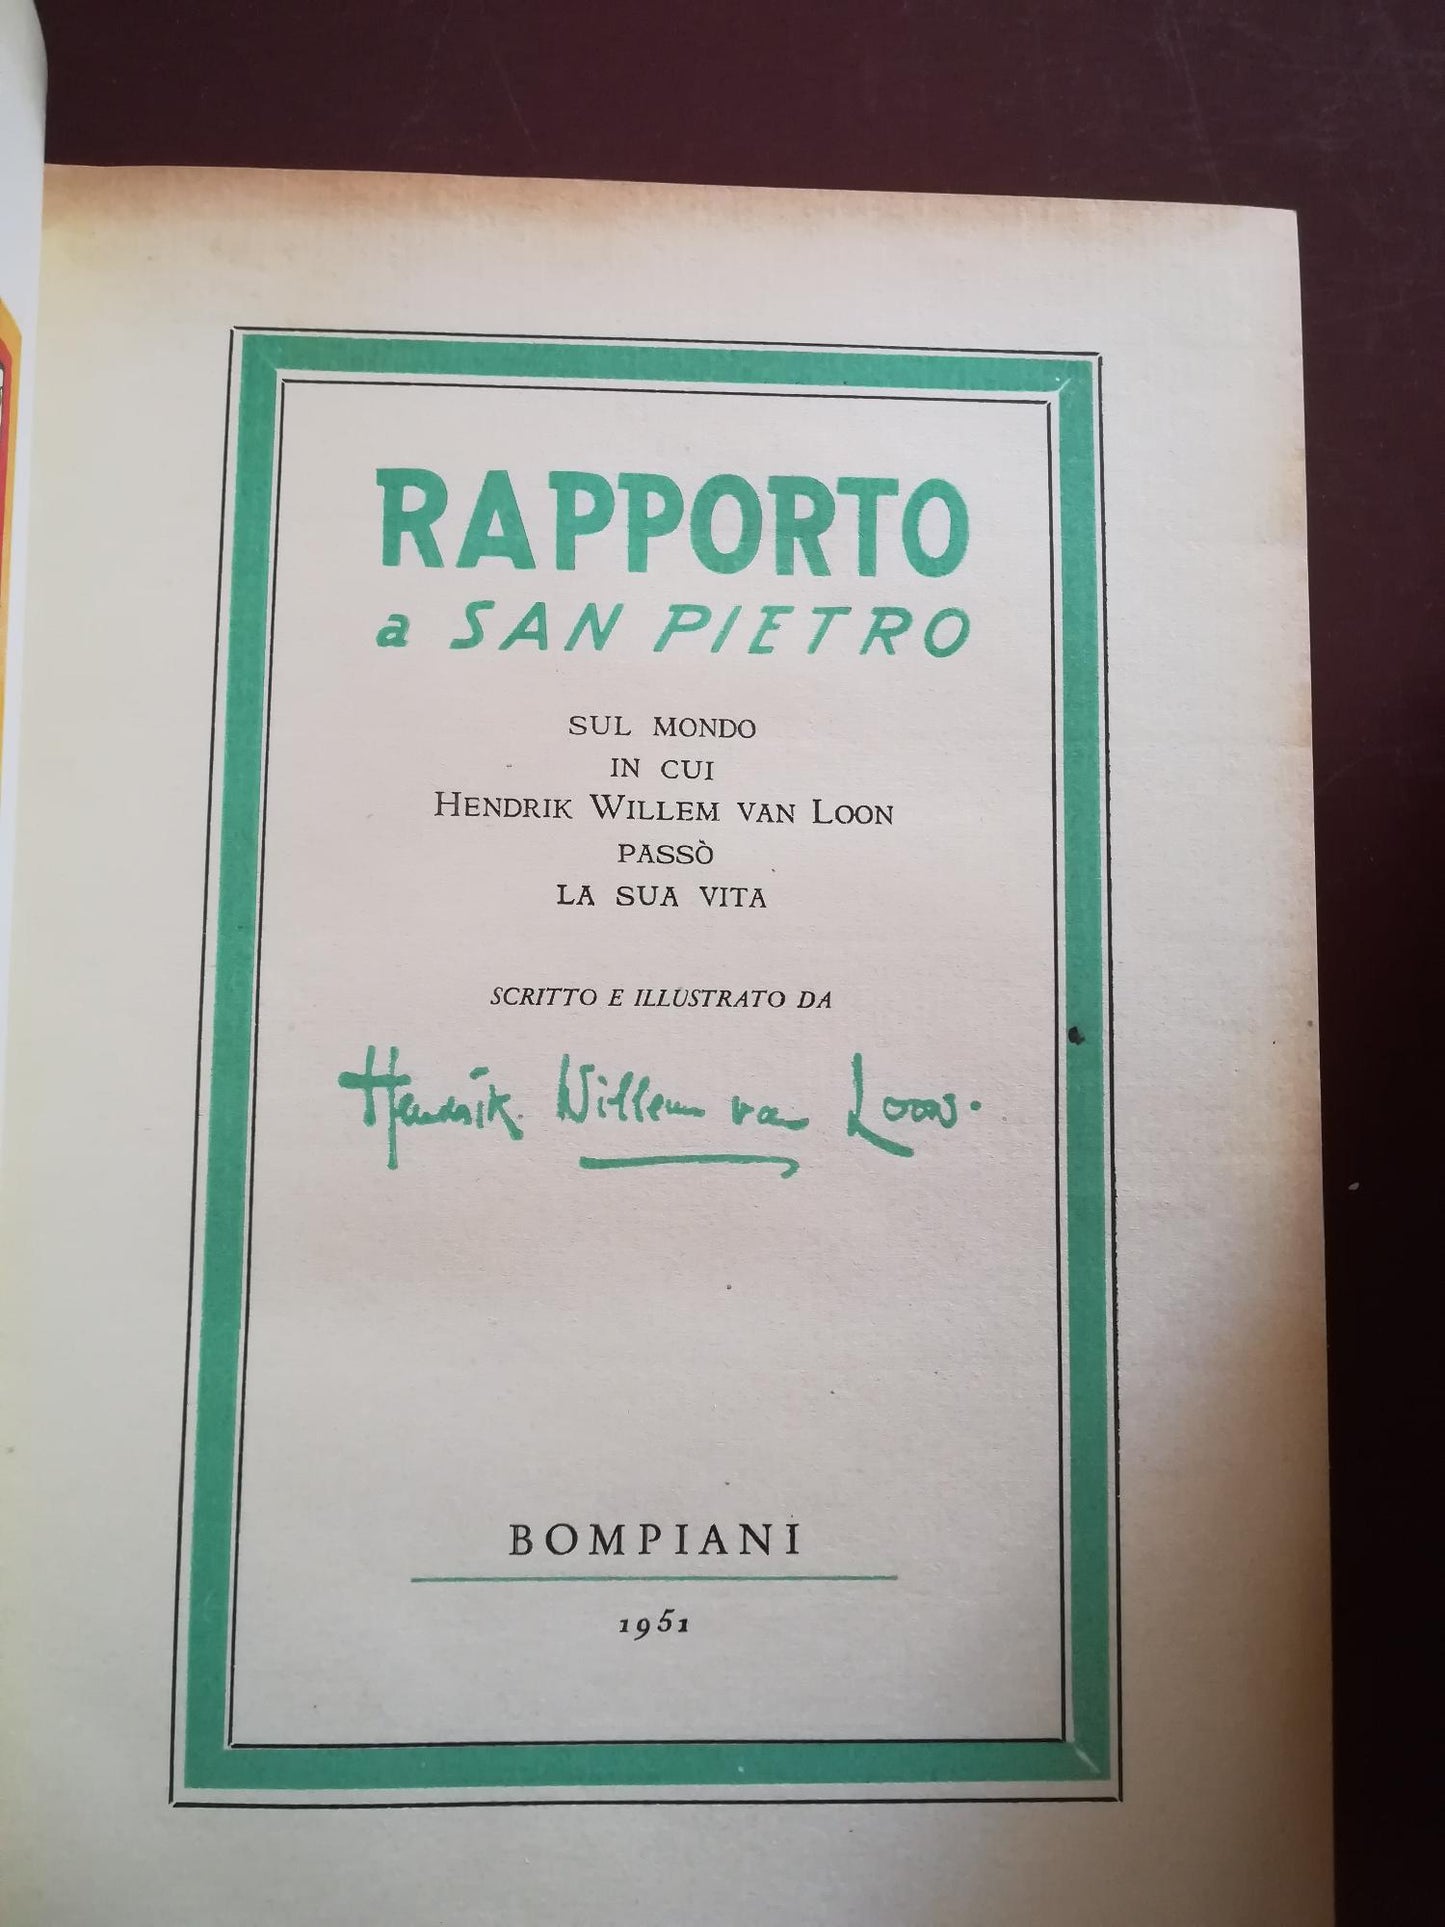 RAPPORTO
a SAN PIETRO
SUL MONDO
IN CUI
HENDRIK WILLEM VAN LOON
PASSÒ
LA SUA VITA
SCRITTO E ILLUSTRATO DA
Hendrik Willem van Loon.
BOMPIANI
1951